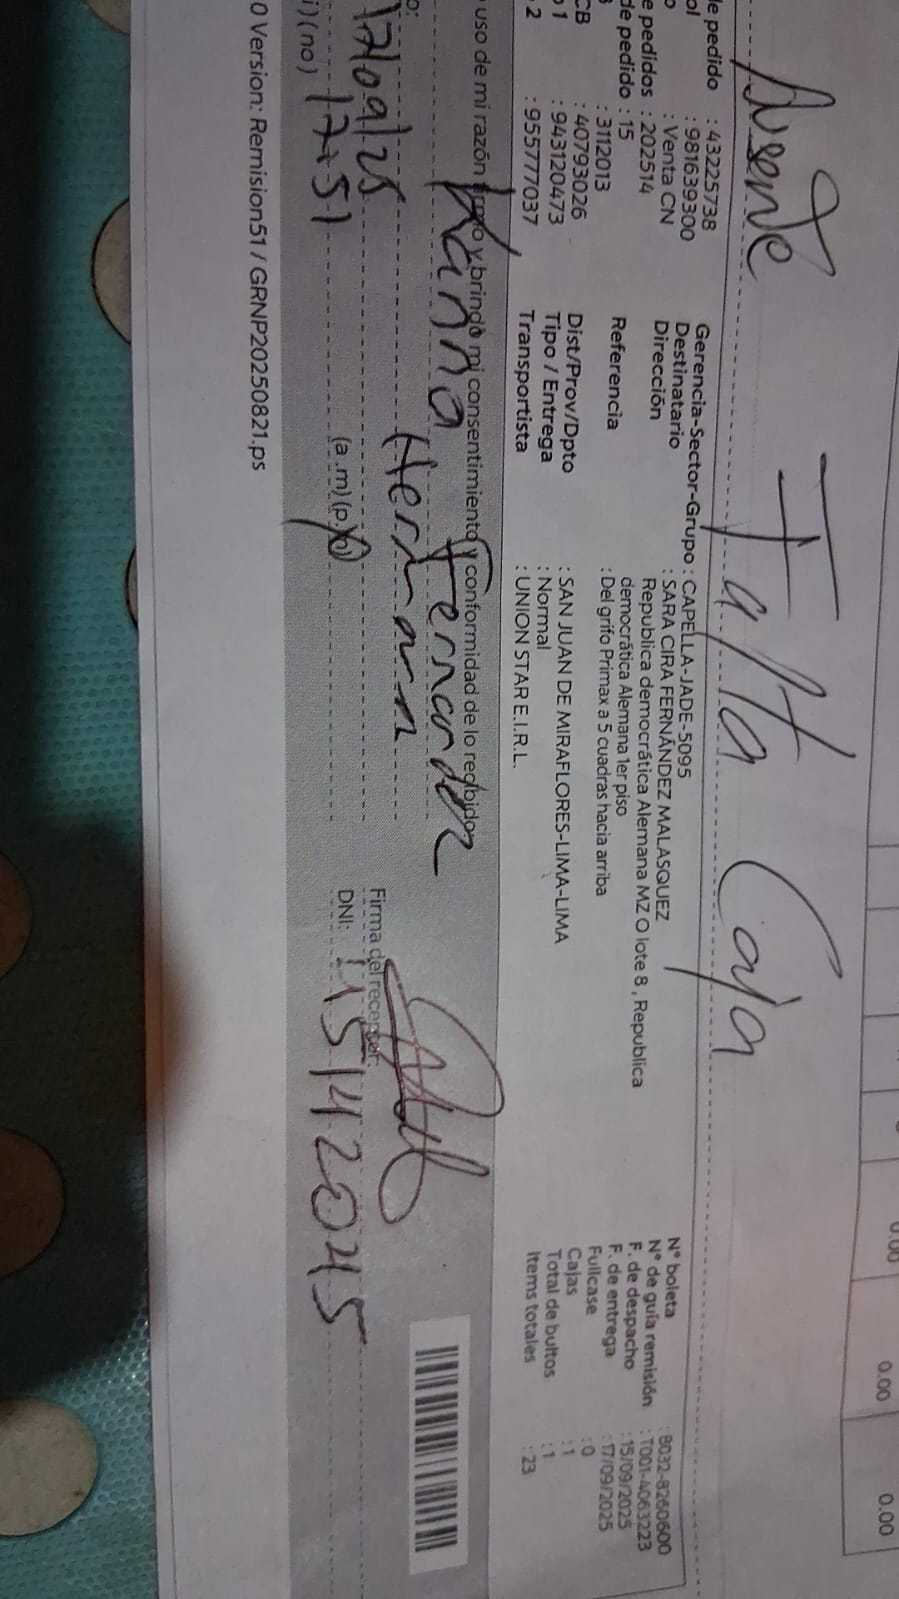 0.00 0.00 0.00
Ausente Falta Caja
de pedido : 43225738
ol : 981639300
o : Venta CN
e pedidos : 202514
de pedido : 15
: 3112013
CB : 40793026
o 1 : 943120473
2 : 955777037
Gerencia-Sector-Grupo : CAPELLA-JADE-5095
Destinatario : SARA CIRA FERNÁNDEZ MALASQUEZ
Dirección Republica democrática Alemana MZ O lote 8 , Republica
democrática Alemana 1er piso
Referencia : Del grifo Primax a 5 cuadras hacia arriba
Dist/Prov/Dpto : SAN JUAN DE MIRAFLORES-LIMA-LIMA
Tipo / Entrega : Normal
Transportista : UNION STAR E.I.R.L.
N° boleta : B032-8260600
N° de guía remisión : T001-4063223
F. de despacho : 15/09/2025
F. de entrega : 17/09/2025
Fullcase : 0
Cajas : 1
Total de bultos : 1
Items totales : 23
uso de mi razón y brindo mi consentimiento y conformidad de lo recibido:
Fernandez
o: Hermana
17/09/25
Firma del receptor:
i) (no) 17:51 (a .m) (p. DNI: 15142045
0 Version: Remision51 / GRNP20250821.ps